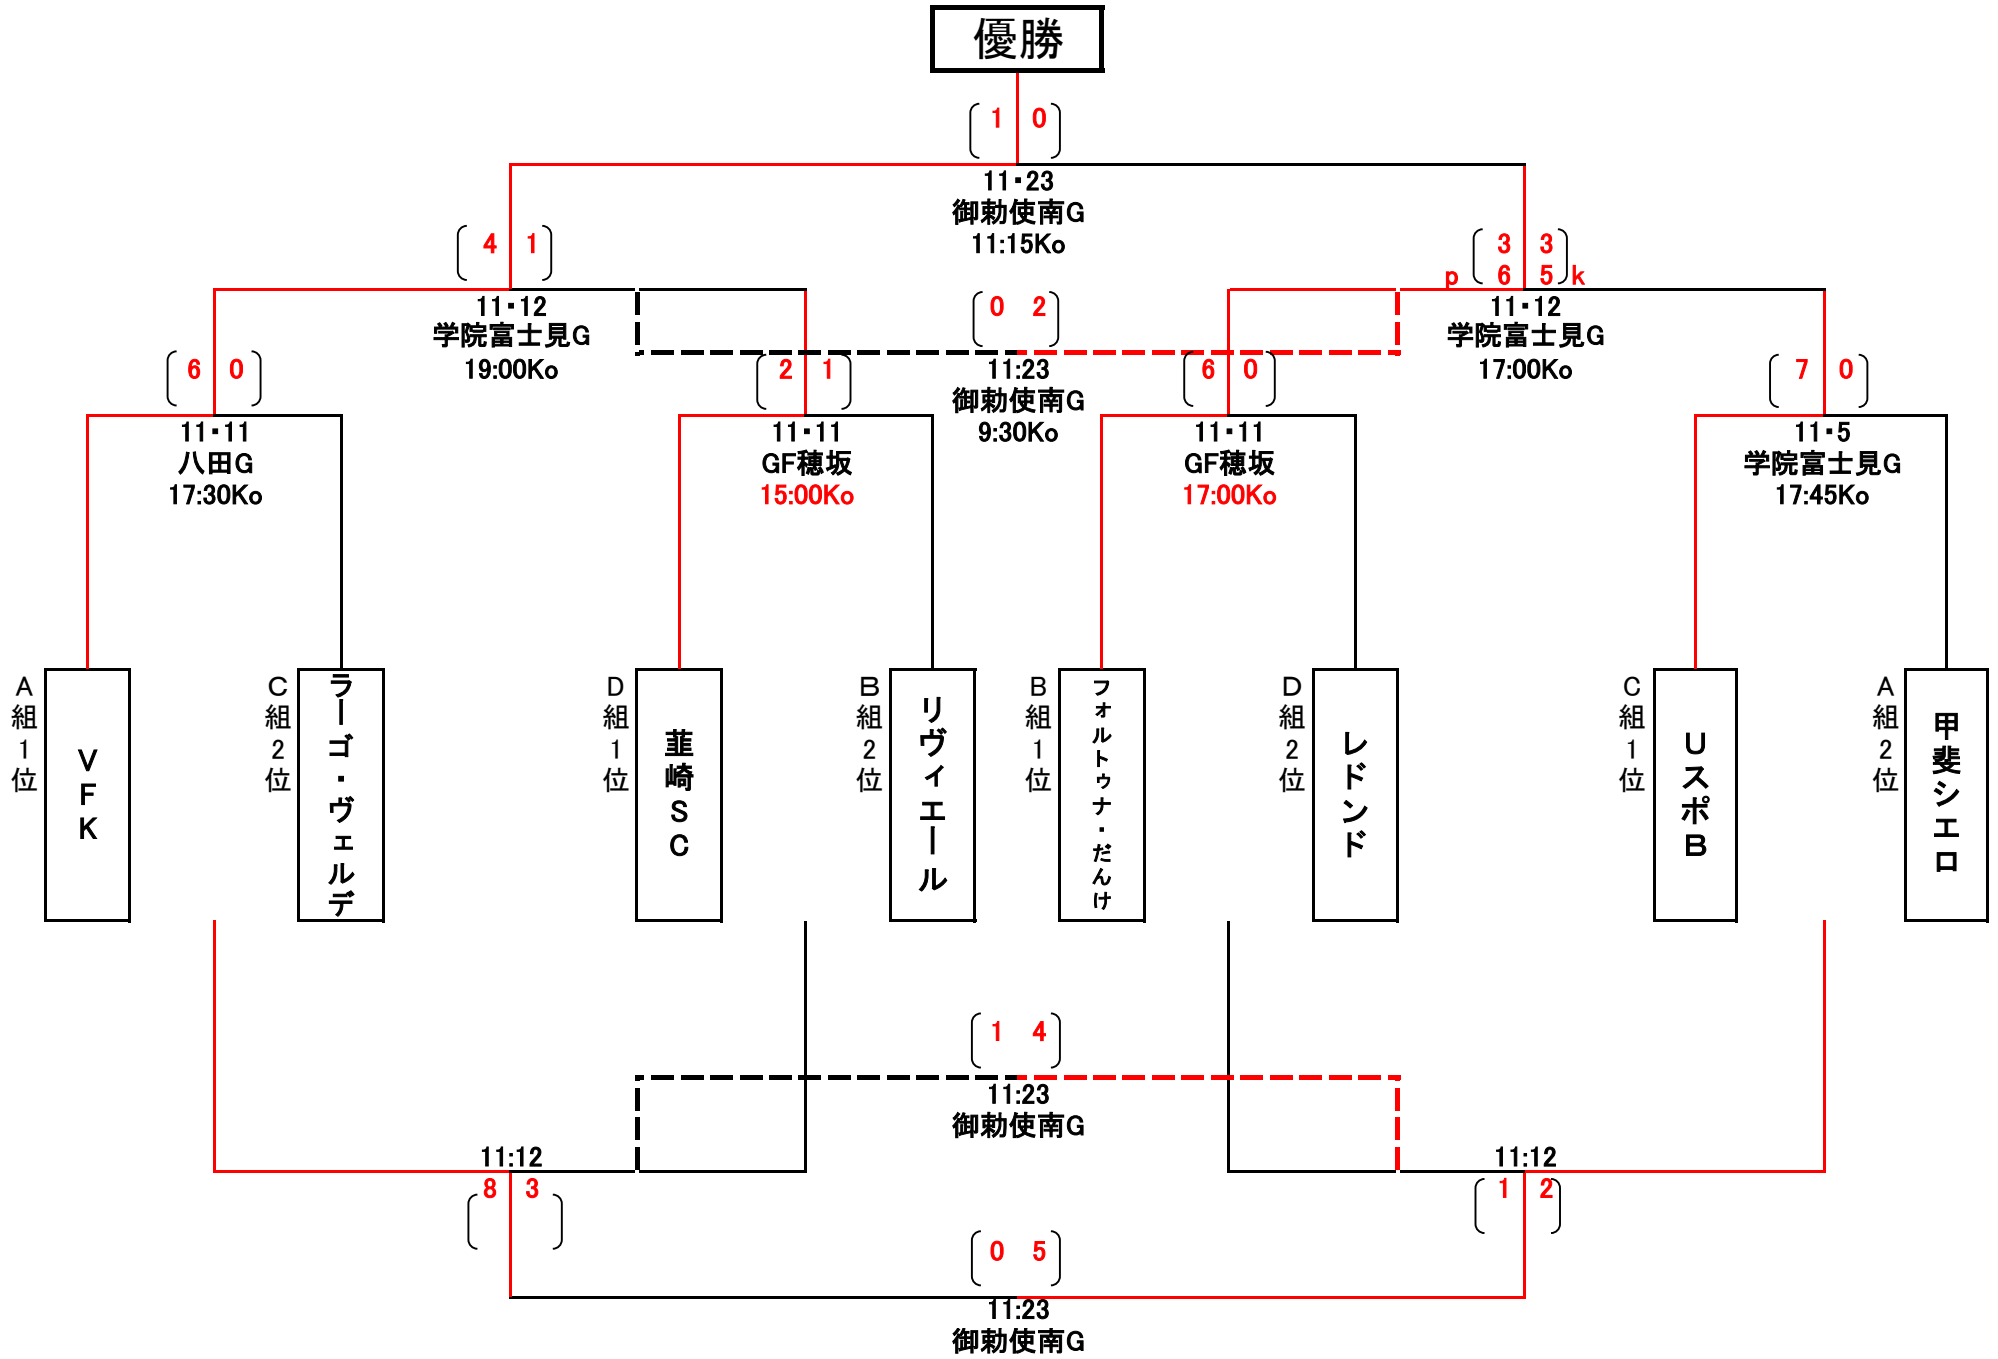 優勝
1 0
11・23
御勅使南G
11:15Ko
4 1
11・12
学院富士見G
19:00Ko
3 3
p 6 5 k
11・12
学院富士見G
17:00Ko
0 2
11:23
御勅使南G
9:30Ko
6 0
11・11
八田G
17:30Ko
2 1
11・11
GF穂坂
15:00Ko
6 0
11・11
GF穂坂
17:00Ko
7 0
11・5
学院富士見G
17:45Ko
A組1位
VFK
C組2位
ラーゴ・ヴェルデ
D組1位
韮崎SC
B組2位
リヴィエール
B組1位
フォルトゥナ・だんけ
D組2位
レドンド
C組1位
UスポB
A組2位
甲斐シエロ
1 4
11:23
御勅使南G
11:12
8 3
11:12
1 2
0 5
11:23
御勅使南G